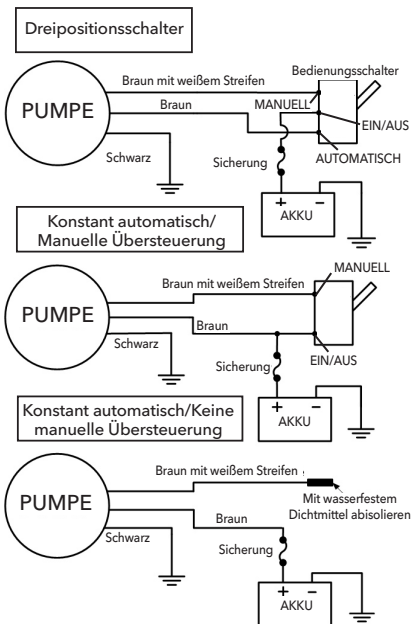 Dreipositionsschalter
Braun mit weißem Streifen
Bedienungsschalter
PUMPE
Braun
MANUELL
EIN/AUS
Schwarz
Sicherung
AUTOMATISCH
+ –
AKKU
Konstant automatisch/
Manuelle Übersteuerung
MANUELL
Braun mit weißem Streifen
PUMPE
Braun
Schwarz
EIN/AUS
Sicherung
+ –
AKKU
Konstant automatisch/Keine
manuelle Übersteuerung
Braun mit weißem Streifen
PUMPE
Mit wasserfestem
Dichtmittel abisolieren
Braun
Schwarz
Sicherung
+ –
AKKU